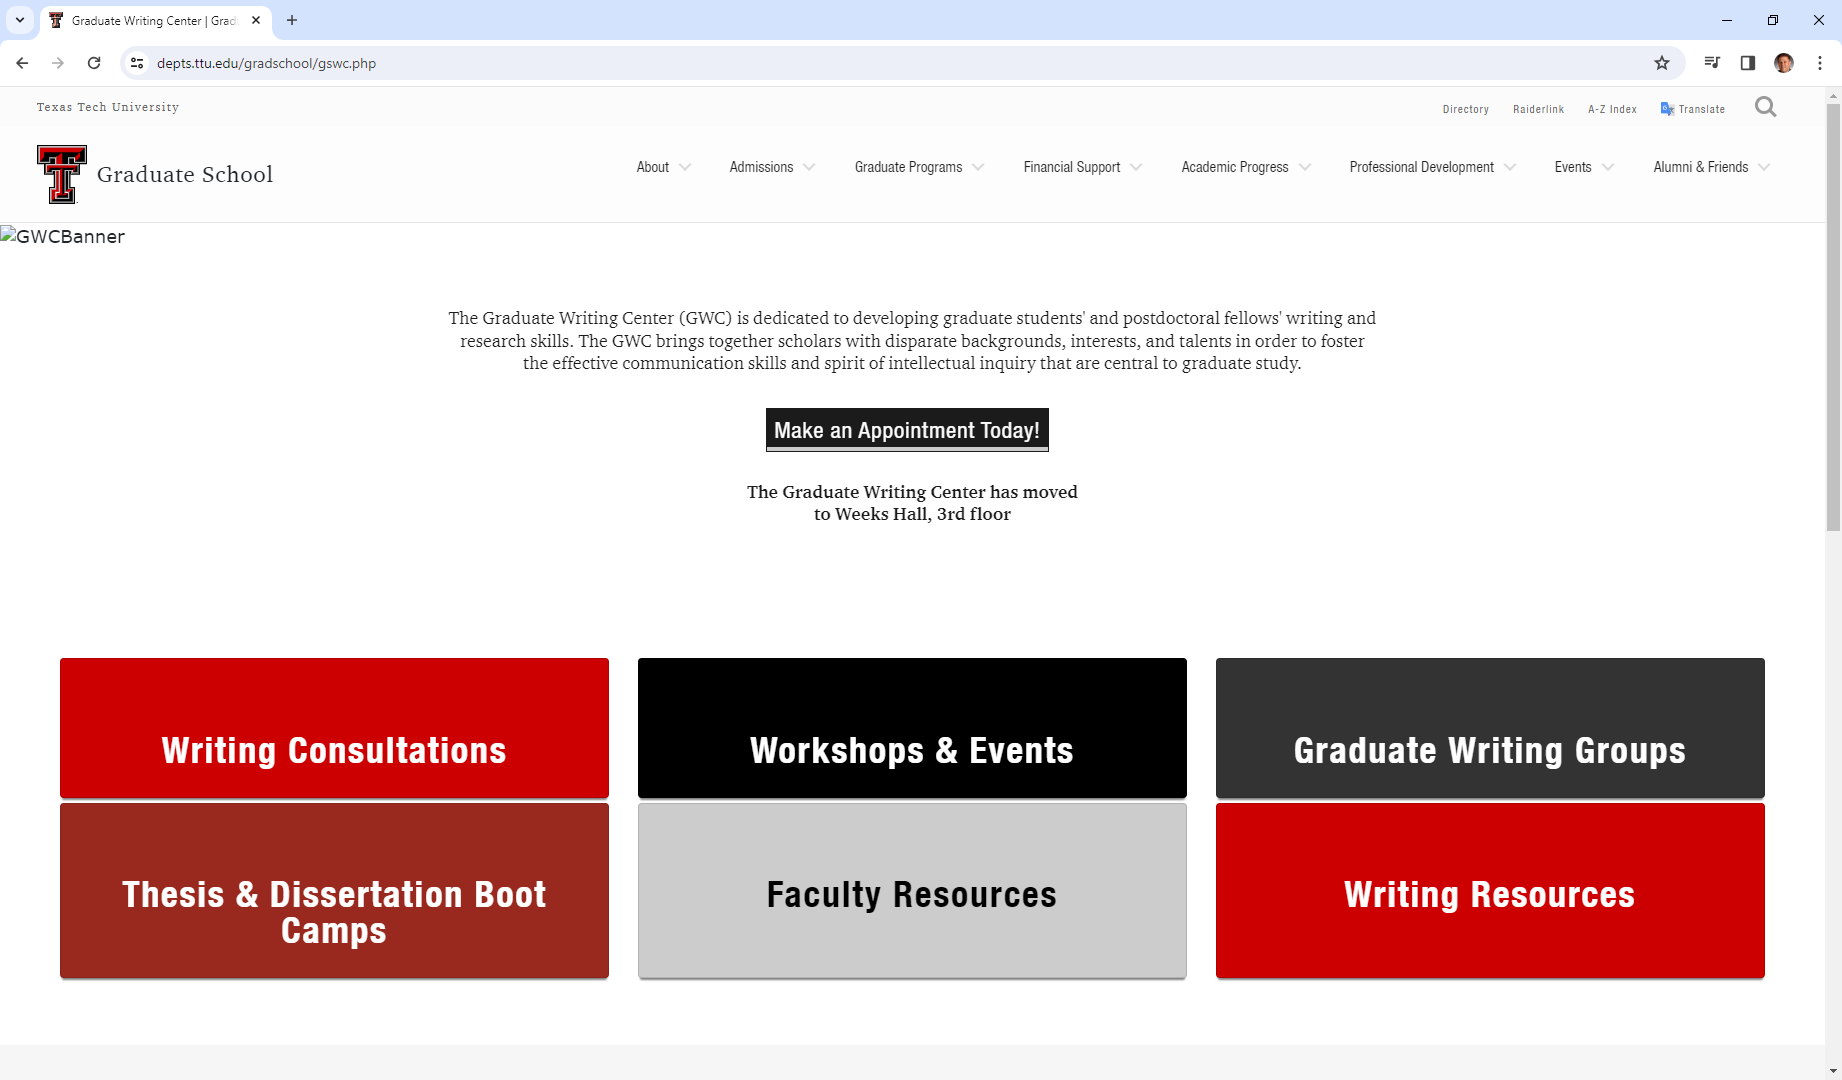 Graduate Writing Center | Grad
depts.ttu.edu/gradschool/gswc.php
Texas Tech University
Directory
Raiderlink
A-Z Index
Translate
Graduate School
About
Admissions
Graduate Programs
Financial Support
Academic Progress
Professional Development
Events
Alumni & Friends
GWCBanner
The Graduate Writing Center (GWC) is dedicated to developing graduate students' and postdoctoral fellows' writing and
research skills. The GWC brings together scholars with disparate backgrounds, interests, and talents in order to foster
the effective communication skills and spirit of intellectual inquiry that are central to graduate study.
Make an Appointment Today!
The Graduate Writing Center has moved
to Weeks Hall, 3rd floor
Writing Consultations
Workshops & Events
Graduate Writing Groups
Thesis & Dissertation Boot
Camps
Faculty Resources
Writing Resources